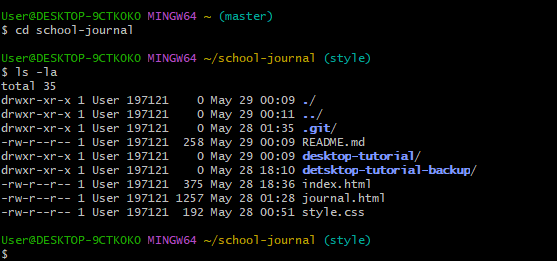 User@DESKTOP-9CTKOKO MINGW64 ~ (master)
$ cd school-journal
User@DESKTOP-9CTKOKO MINGW64 ~/school-journal (style)
$ ls -la
total 35
drwxr-xr-x 1 User 197121    0 May 29 00:09 ./
drwxr-xr-x 1 User 197121    0 May 29 00:11 ../
drwxr-xr-x 1 User 197121    0 May 28 01:35 .git/
-rw-r--r-- 1 User 197121  258 May 29 00:09 README.md
drwxr-xr-x 1 User 197121    0 May 29 00:09 desktop-tutorial/
drwxr-xr-x 1 User 197121    0 May 28 18:10 detsktop-tutorial-backup/
-rw-r--r-- 1 User 197121  375 May 28 18:36 index.html
-rw-r--r-- 1 User 197121 1257 May 28 01:28 journal.html
-rw-r--r-- 1 User 197121  192 May 28 00:51 style.css
User@DESKTOP-9CTKOKO MINGW64 ~/school-journal (style)
$